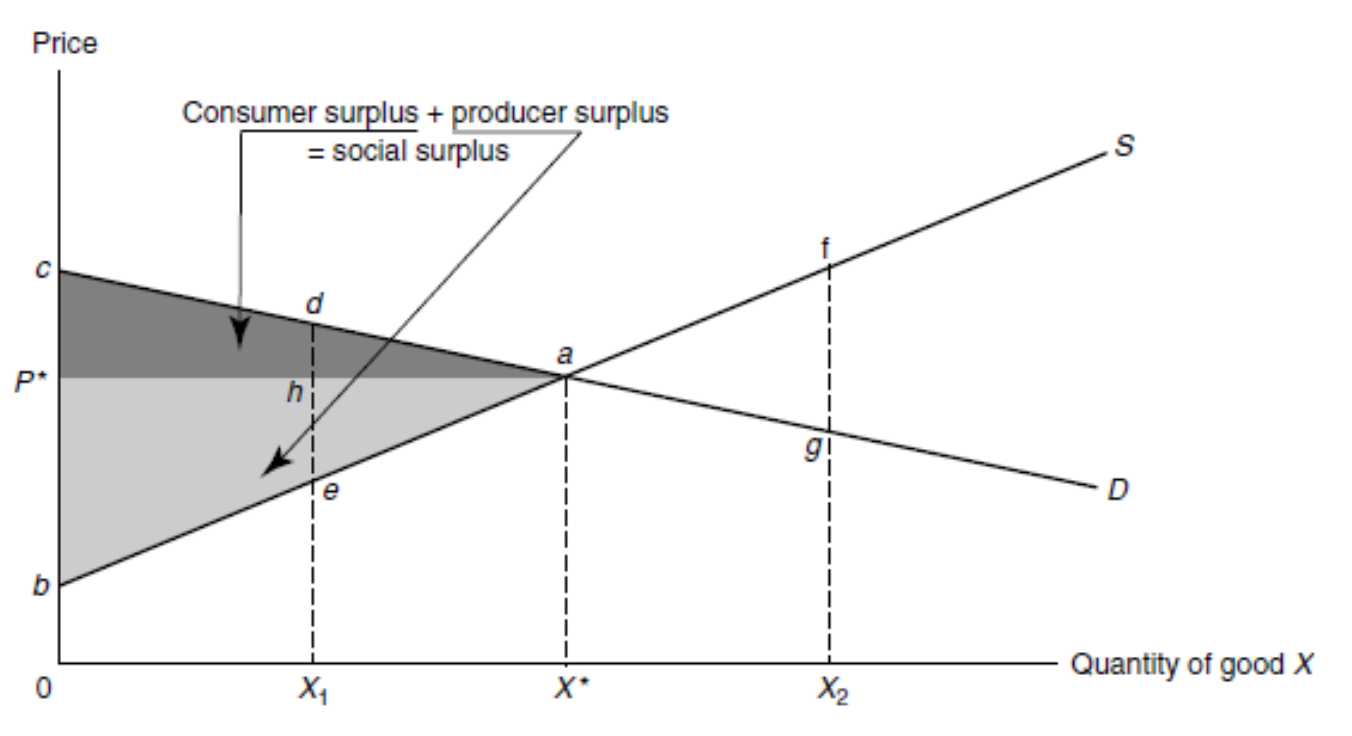 Price
Consumer surplus + producer surplus
= social surplus
S
f
c
d
a
P*
h
g
e
D
b
Quantity of good X
0
X₁
X*
X₂